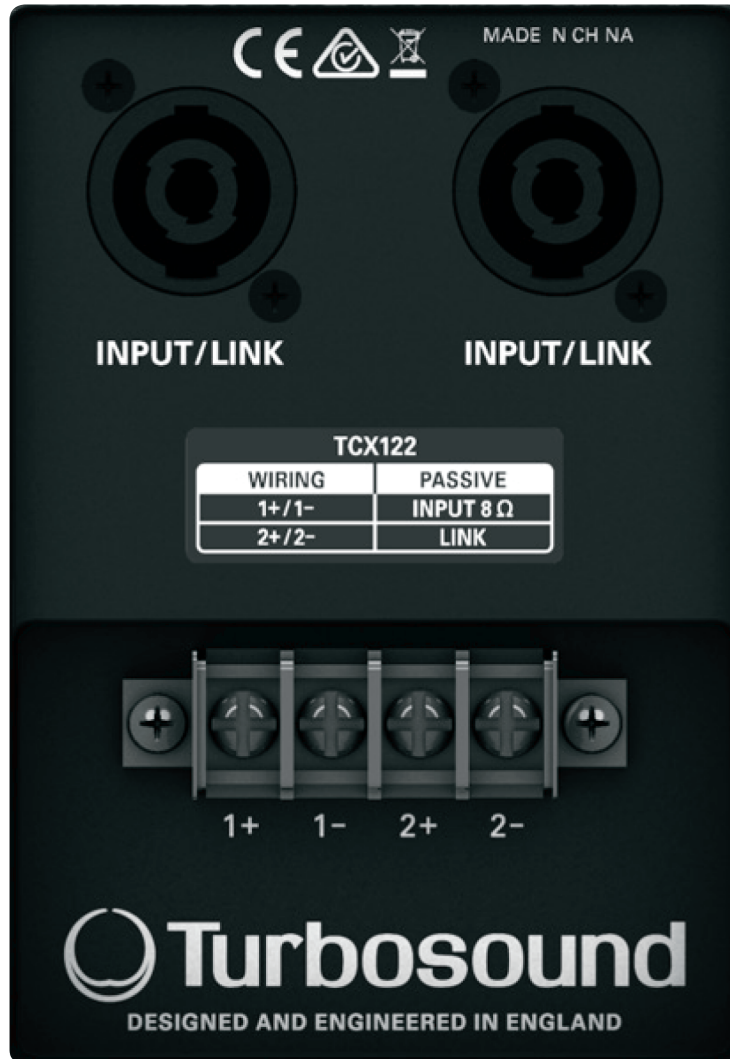 CE
MADE N CH NA
INPUT/LINK INPUT/LINK
TCX122
WIRING PASSIVE
1+/1- INPUT 8 Ω
2+/2- LINK
1+ 1- 2+ 2-
Turbosound
DESIGNED AND ENGINEERED IN ENGLAND